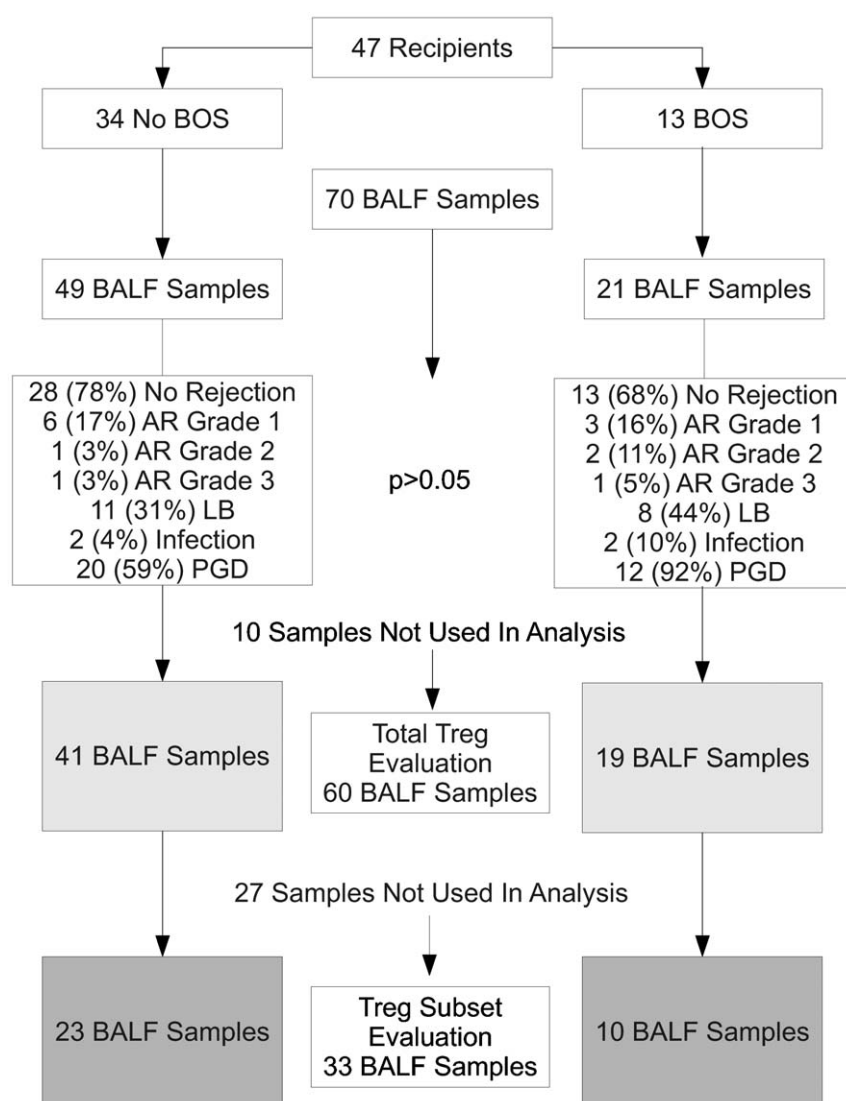 47 Recipients
34 No BOS
13 BOS
70 BALF Samples
49 BALF Samples
21 BALF Samples
28 (78%) No Rejection
6 (17%) AR Grade 1
1 (3%) AR Grade 2
1 (3%) AR Grade 3
11 (31%) LB
2 (4%) Infection
20 (59%) PGD
p>0.05
13 (68%) No Rejection
3 (16%) AR Grade 1
2 (11%) AR Grade 2
1 (5%) AR Grade 3
8 (44%) LB
2 (10%) Infection
12 (92%) PGD
10 Samples Not Used In Analysis
41 BALF Samples
Total Treg
Evaluation
60 BALF Samples
19 BALF Samples
27 Samples Not Used In Analysis
23 BALF Samples
Treg Subset
Evaluation
33 BALF Samples
10 BALF Samples